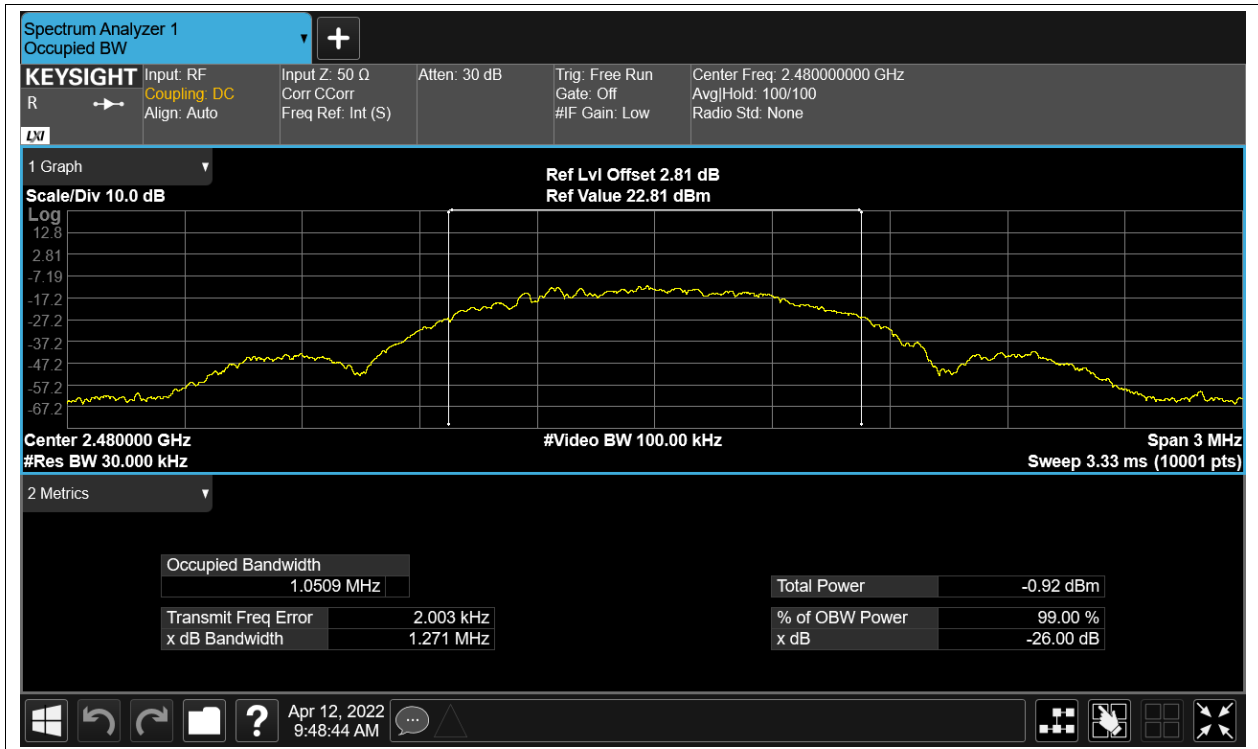 Spectrum Analyzer 1
Occupied BW
KEYSIGHT Input: RF Input Z: 50 Ω Atten: 30 dB Trig: Free Run Center Freq: 2.480000000 GHz
R Coupling: DC Corr CCorr Gate: Off Avg|Hold: 100/100
Align: Auto Freq Ref: Int (S) #IF Gain: Low Radio Std: None
LXI
1 Graph
Ref Lvl Offset 2.81 dB
Scale/Div 10.0 dB Ref Value 22.81 dBm
Log
12.8
2.81
-7.19
-17.2
-27.2
-37.2
-47.2
-57.2
-67.2
Center 2.480000 GHz #Video BW 100.00 kHz Span 3 MHz
#Res BW 30.000 kHz Sweep 3.33 ms (10001 pts)
2 Metrics
Occupied Bandwidth
1.0509 MHz Total Power -0.92 dBm
Transmit Freq Error 2.003 kHz % of OBW Power 99.00 %
x dB Bandwidth 1.271 MHz x dB -26.00 dB
Apr 12, 2022
9:48:44 AM